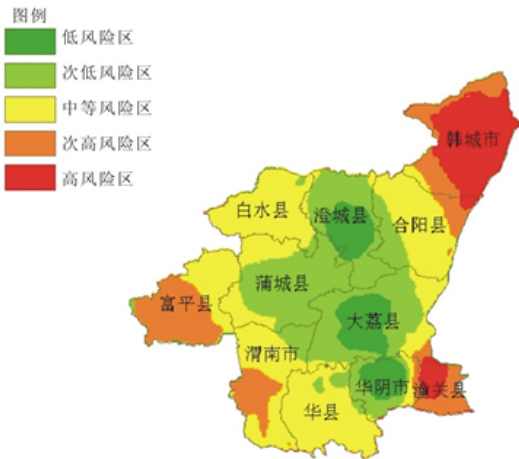 图例
低风险区
次低风险区
中等风险区
次高风险区
高风险区
韩城市
白水县
澄城县
合阳县
蒲城县
富平县
大荔县
渭南市
华阴市
潼关县
华县